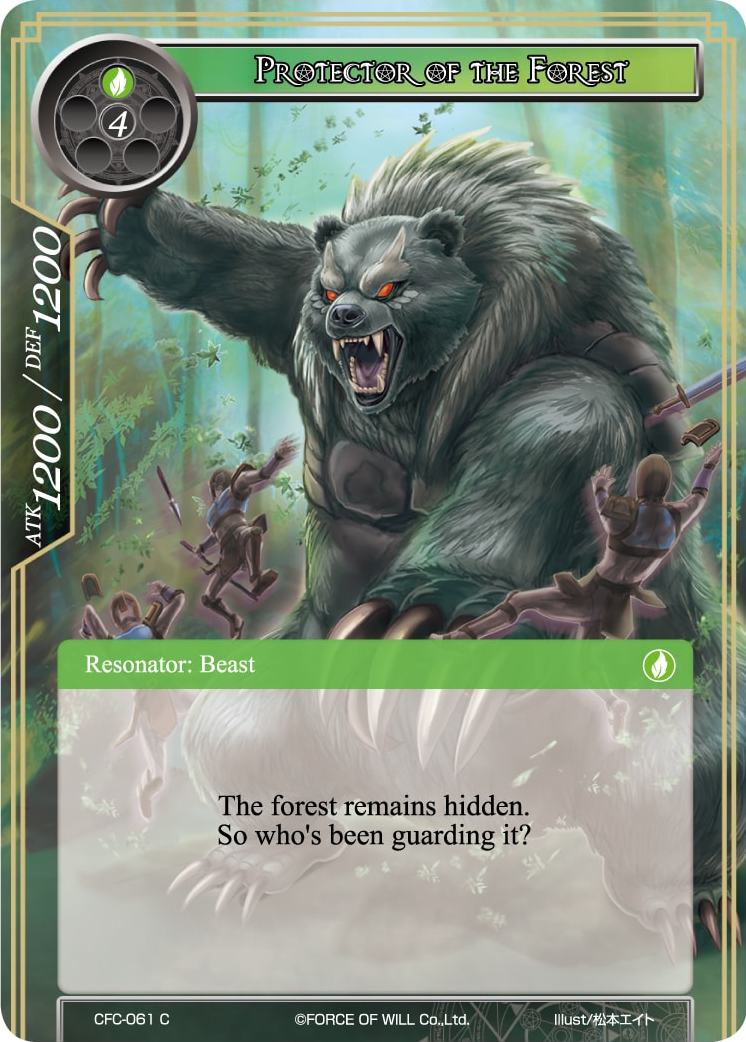 Protector of the Forest
4
ATK 1200 / DEF 1200
Resonator: Beast
The forest remains hidden.
So who's been guarding it?
CFC-061 C ©FORCE OF WILL Co.,Ltd. Illust/松本エイト